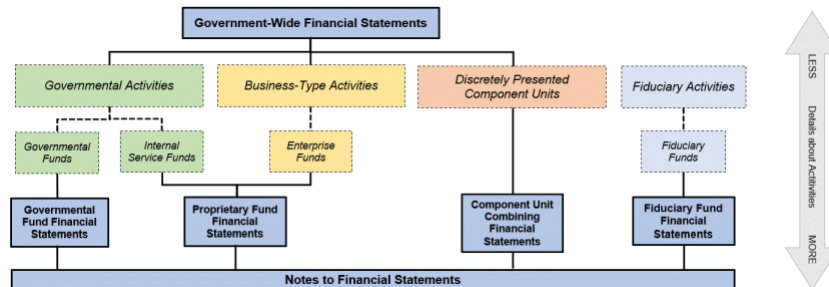 Government-Wide Financial Statements
Governmental Activities
Business-Type Activities
Discretely Presented
Component Units
Fiduciary Activities
Governmental
Funds
Internal
Service Funds
Enterprise
Funds
Fiduciary
Funds
Governmental
Fund Financial
Statements
Proprietary Fund
Financial
Statements
Component Unit
Combining
Financial
Statements
Fiduciary Fund
Financial
Statements
Notes to Financial Statements
LESS
Details about Actitivities
MORE